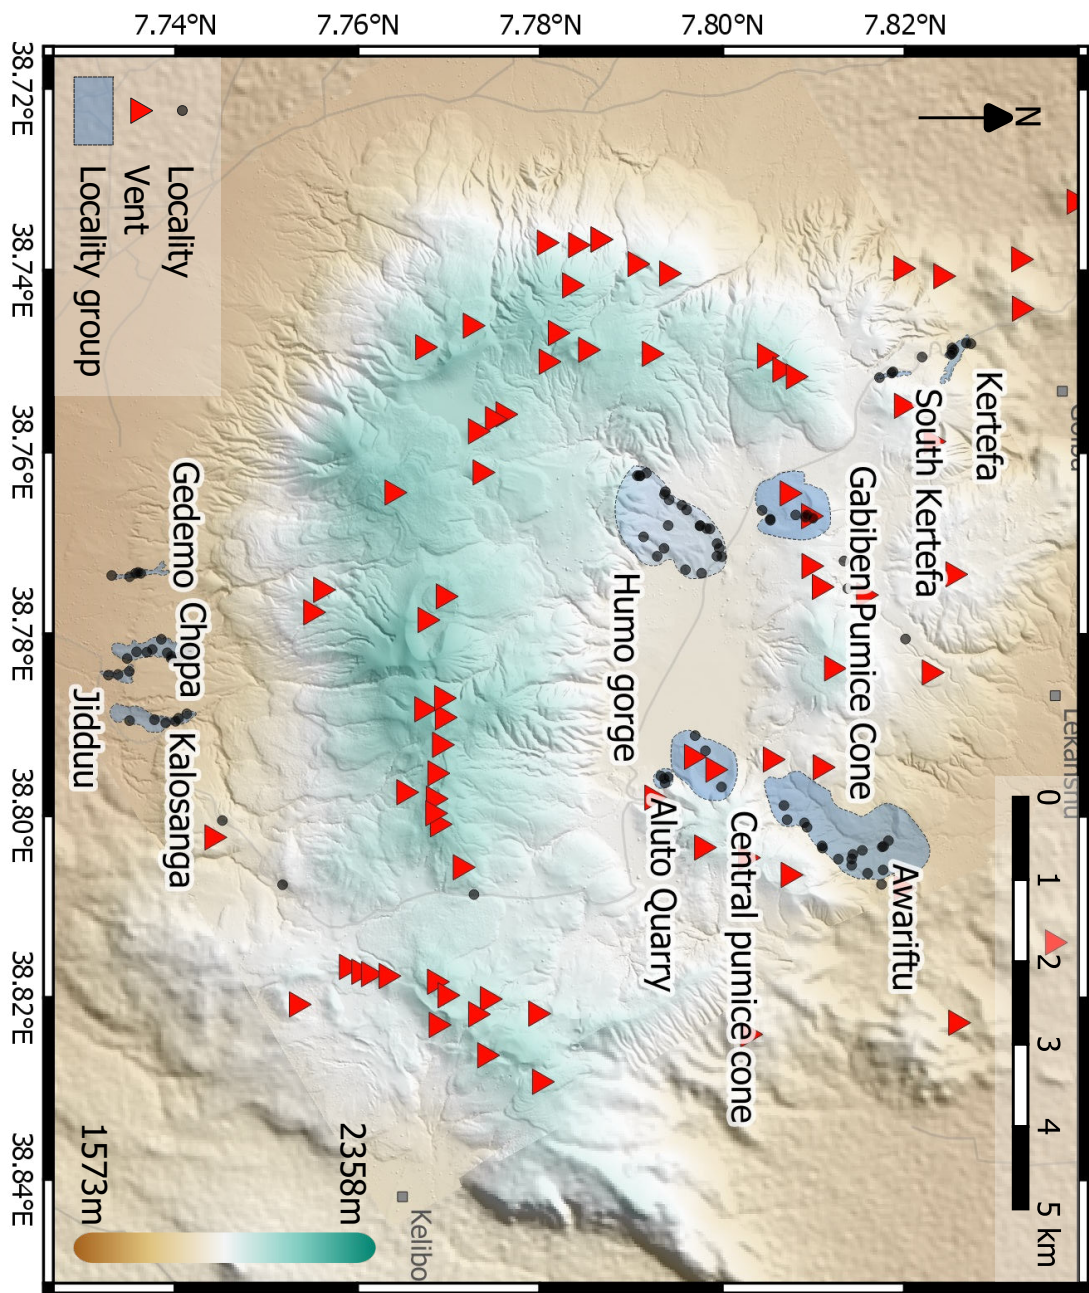 7.74°N
7.76°N
7.78°N
7.80°N
7.82°N
38.72°E
38.74°E
38.76°E
38.78°E
38.80°E
38.82°E
38.84°E
N
Locality
Vent
Locality group
Kertefa
South Kertefa
Gabiben Pumice Cone
Humo gorge
Gedemo
Chopa
Jidduu
Kalosanga
Aluto Quarry
Central pumice cone
Awariftu
Lekanshu
Kelibo
0 1 2 3 4 5 km
2358m
1573m